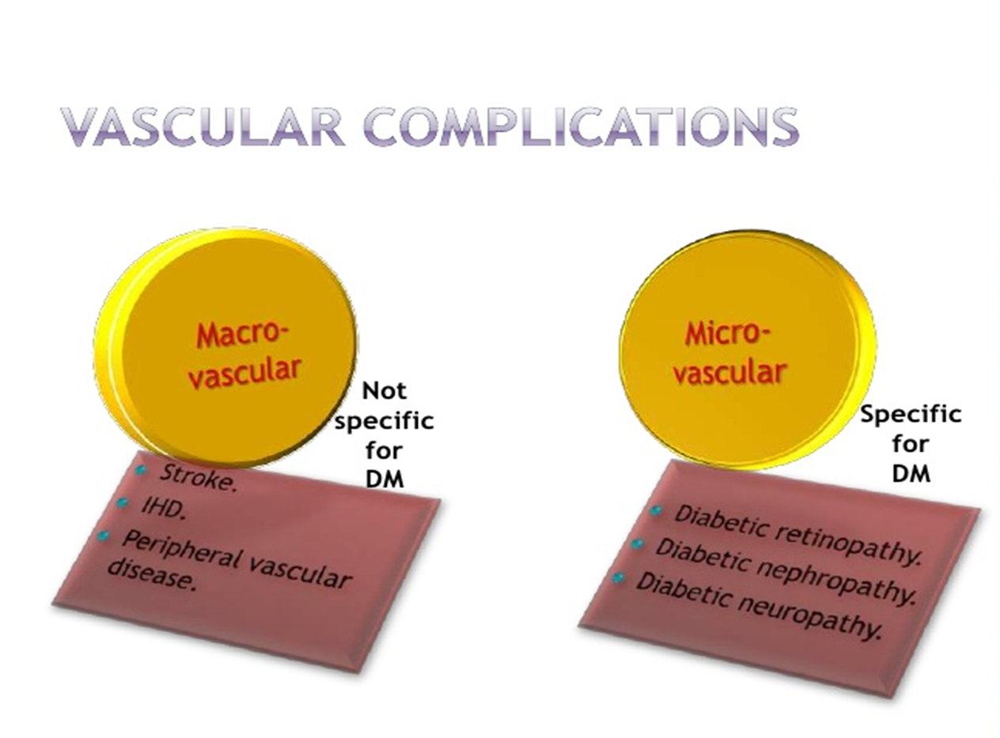 VASCULAR COMPLICATIONS
Macro-
vascular
Not
specific
for
DM
Stroke.
IHD.
Peripheral vascular
disease.
Micro-
vascular
Specific
for
DM
Diabetic retinopathy.
Diabetic nephropathy.
Diabetic neuropathy.